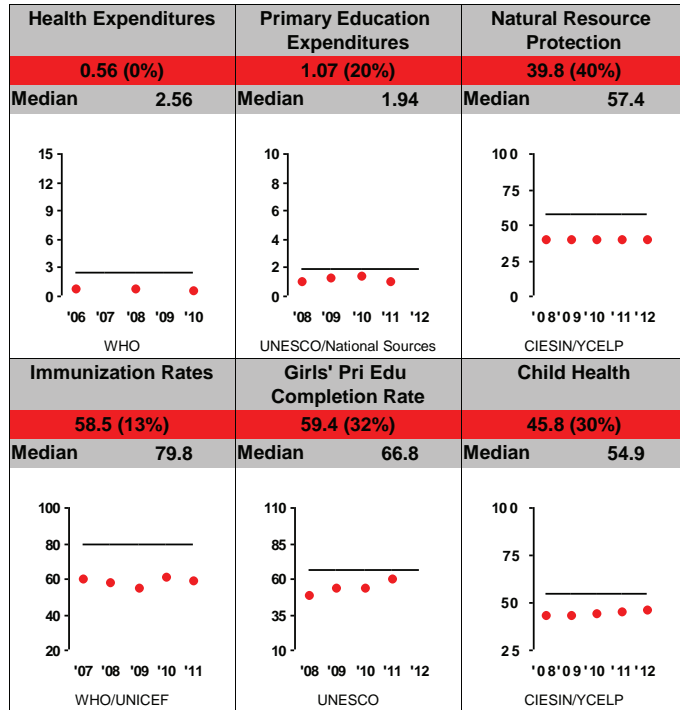 Health Expenditures
0.56 (0%)
Median 2.56
15
12
9
6
3
0
'06 '07 '08 '09 '10
WHO
Primary Education
Expenditures
1.07 (20%)
Median 1.94
10
8
6
4
2
0
'08 '09 '10 '11 '12
UNESCO/National Sources
Natural Resource
Protection
39.8 (40%)
Median 57.4
100
75
50
25
0
'08 '09 '10 '11 '12
CIESIN/YCELP
Immunization Rates
58.5 (13%)
Median 79.8
100
80
60
40
20
'07 '08 '09 '10 '11
WHO/UNICEF
Girls' Pri Edu
Completion Rate
59.4 (32%)
Median 66.8
110
85
60
35
10
'08 '09 '10 '11 '12
UNESCO
Child Health
45.8 (30%)
Median 54.9
100
75
50
25
'08 '09 '10 '11 '12
CIESIN/YCELP